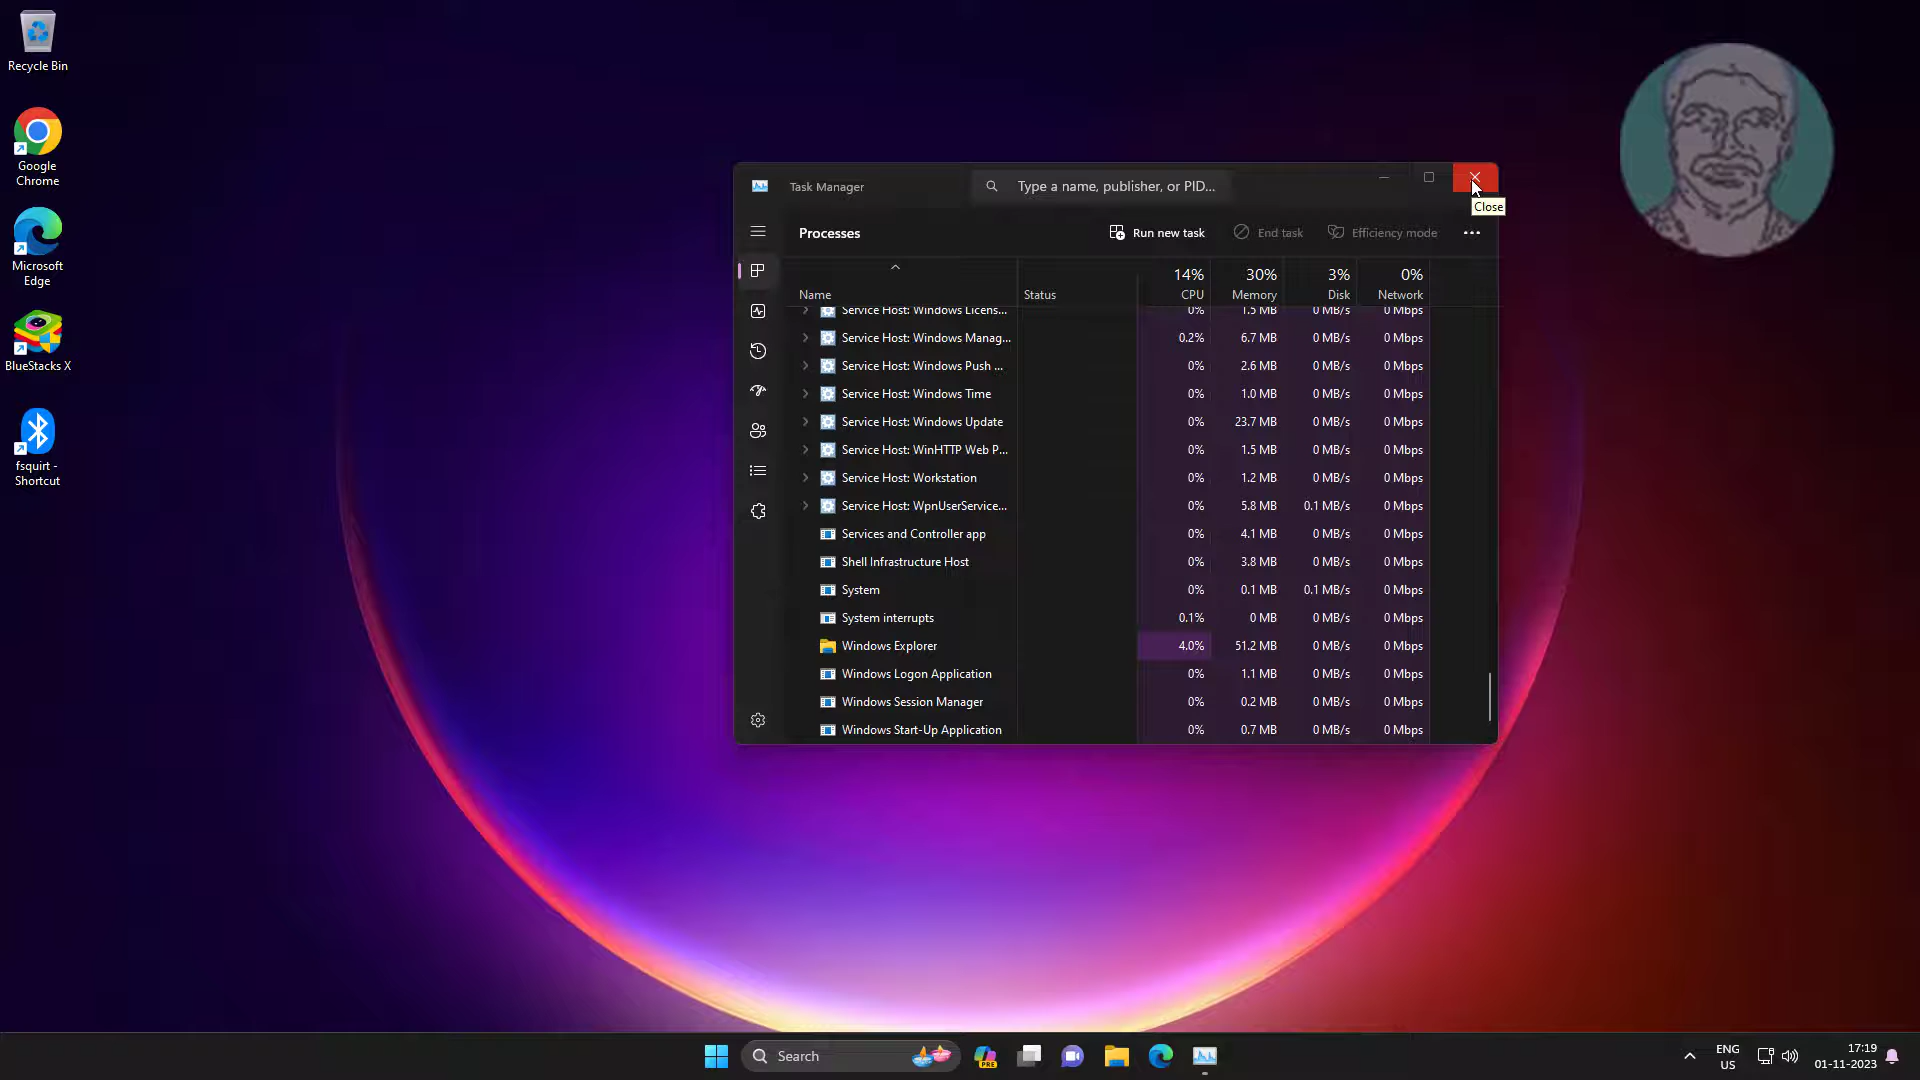 Recycle Bin
Google
Chrome
Microsoft
Edge
BlueStacks X
fsquirt -
Shortcut
Task Manager
Type a name, publisher, or PID...
Close
Processes
Run new task
End task
Efficiency mode
14% 30% 3% 0%
Name Status CPU Memory Disk Network
Service Host: Windows Licens... 0% 1.5 MB 0 MB/s 0 Mbps
Service Host: Windows Manag... 0.2% 6.7 MB 0 MB/s 0 Mbps
Service Host: Windows Push ... 0% 2.6 MB 0 MB/s 0 Mbps
Service Host: Windows Time 0% 1.0 MB 0 MB/s 0 Mbps
Service Host: Windows Update 0% 23.7 MB 0 MB/s 0 Mbps
Service Host: WinHTTP Web P... 0% 1.5 MB 0 MB/s 0 Mbps
Service Host: Workstation 0% 1.2 MB 0 MB/s 0 Mbps
Service Host: WpnUserService... 0% 5.8 MB 0.1 MB/s 0 Mbps
Services and Controller app 0% 4.1 MB 0 MB/s 0 Mbps
Shell Infrastructure Host 0% 3.8 MB 0 MB/s 0 Mbps
System 0% 0.1 MB 0.1 MB/s 0 Mbps
System interrupts 0.1% 0 MB 0 MB/s 0 Mbps
Windows Explorer 4.0% 51.2 MB 0 MB/s 0 Mbps
Windows Logon Application 0% 1.1 MB 0 MB/s 0 Mbps
Windows Session Manager 0% 0.2 MB 0 MB/s 0 Mbps
Windows Start-Up Application 0% 0.7 MB 0 MB/s 0 Mbps
Search
PRE
ENG
US
17:19
01-11-2023